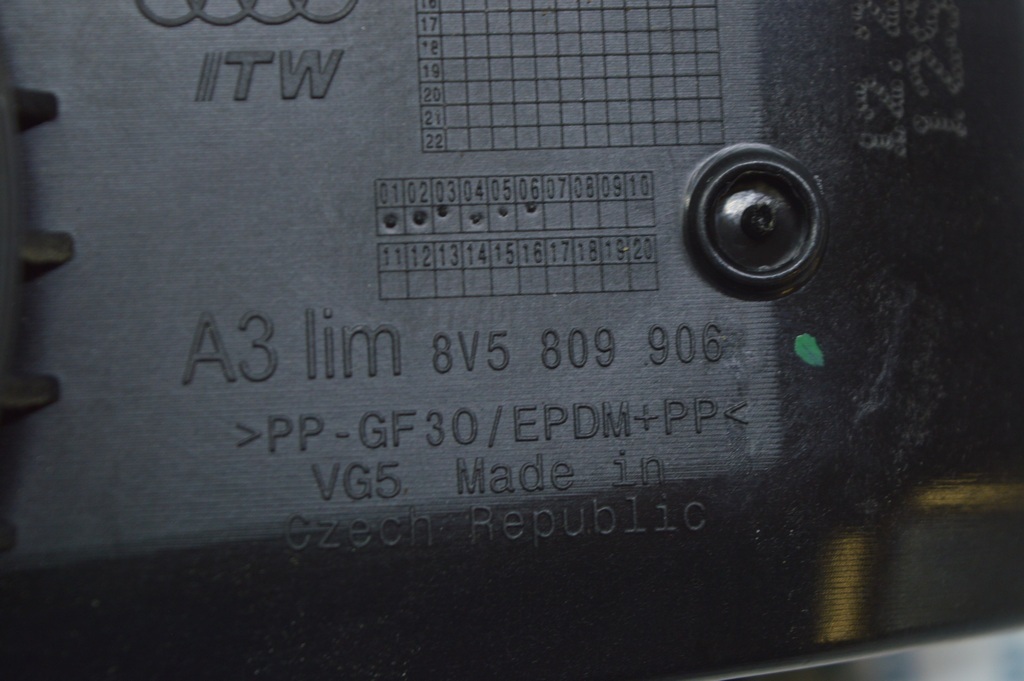 ITW
17
18
19
20
21
22
01 02 03 04 05 06 07 08 09 10
11 12 13 14 15 16 17 18 19 20
A3 lim 8V5 809 906
>PP-GF30/EPDM+PP<
VG5 Made in
Czech Republic